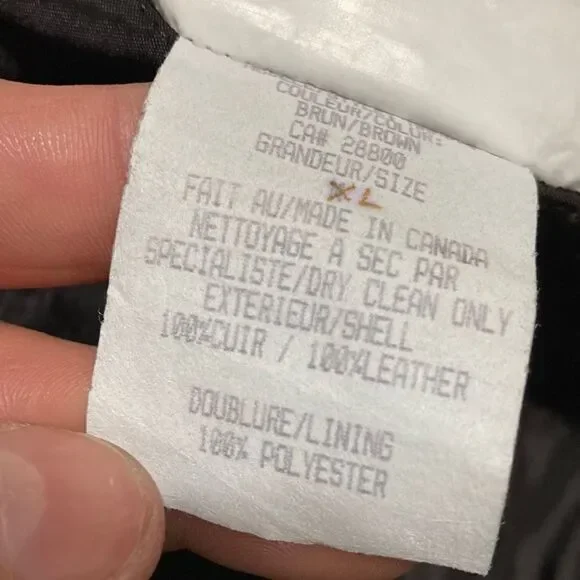 COULEUR/COLOR:
BRUN/BROWN
CA# 28800
GRANDEUR/SIZE
XL
FAIT AU/MADE IN CANADA
NETTOYAGE A SEC PAR
SPECIALISTE/DRY CLEAN ONLY
EXTERIEUR/SHELL
100%CUIR / 100%LEATHER
DOUBLURE/LINING
100% POLYESTER